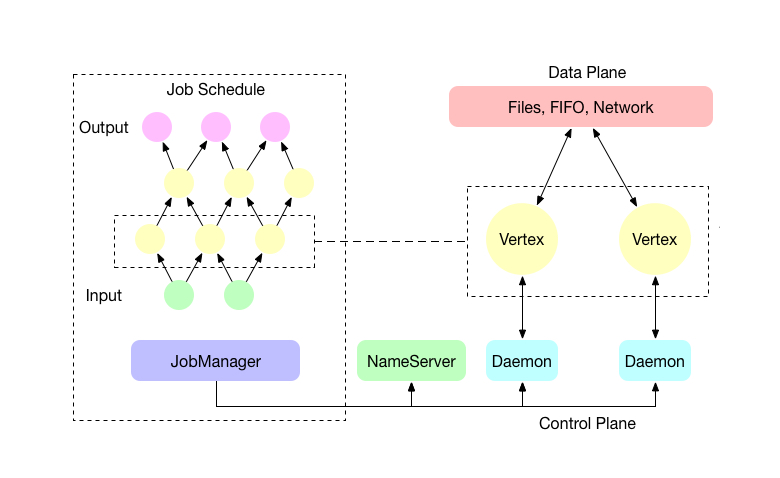 Data Plane
Job Schedule
Files, FIFO, Network
Output
Vertex
Vertex
Input
JobManager
NameServer
Daemon
Daemon
Control Plane